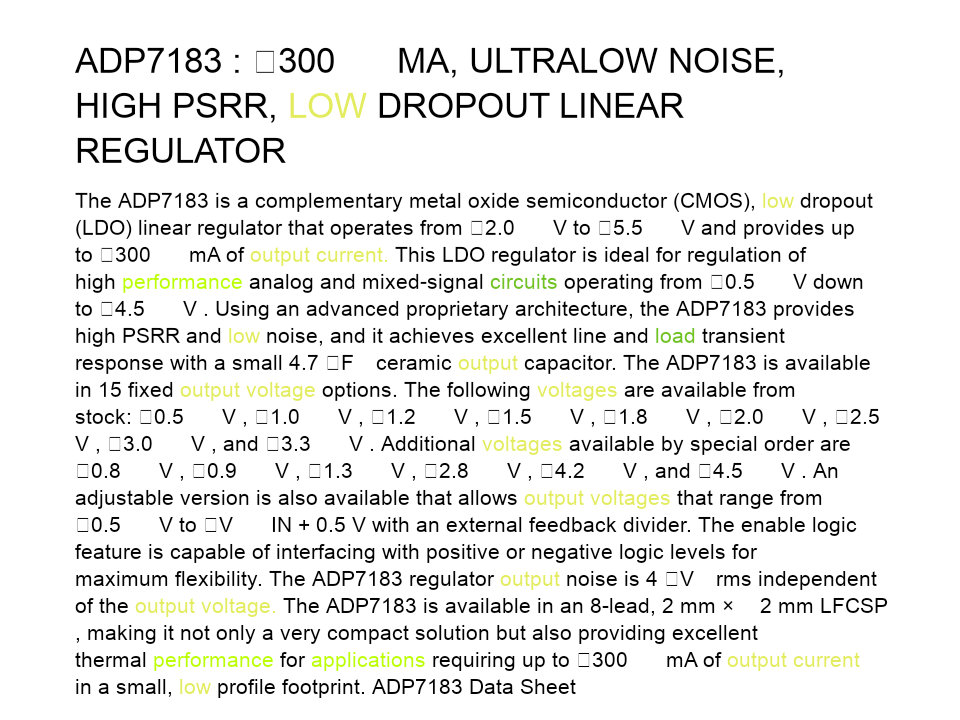 ADP7183 : □300 MA, ULTRALOW NOISE,
HIGH PSRR, LOW DROPOUT LINEAR
REGULATOR
The ADP7183 is a complementary metal oxide semiconductor (CMOS), low dropout
(LDO) linear regulator that operates from □2.0 V to □5.5 V and provides up
to □300 mA of output current. This LDO regulator is ideal for regulation of
high performance analog and mixed-signal circuits operating from □0.5 V down
to □4.5 V . Using an advanced proprietary architecture, the ADP7183 provides
high PSRR and low noise, and it achieves excellent line and load transient
response with a small 4.7 □F ceramic output capacitor. The ADP7183 is available
in 15 fixed output voltage options. The following voltages are available from
stock: □0.5 V , □1.0 V , □1.2 V , □1.5 V , □1.8 V , □2.0 V , □2.5
V , □3.0 V , and □3.3 V . Additional voltages available by special order are
□0.8 V , □0.9 V , □1.3 V , □2.8 V , □4.2 V , and □4.5 V . An
adjustable version is also available that allows output voltages that range from
□0.5 V to □V IN + 0.5 V with an external feedback divider. The enable logic
feature is capable of interfacing with positive or negative logic levels for
maximum flexibility. The ADP7183 regulator output noise is 4 □V rms independent
of the output voltage. The ADP7183 is available in an 8-lead, 2 mm × 2 mm LFCSP
, making it not only a very compact solution but also providing excellent
thermal performance for applications requiring up to □300 mA of output current
in a small, low profile footprint. ADP7183 Data Sheet